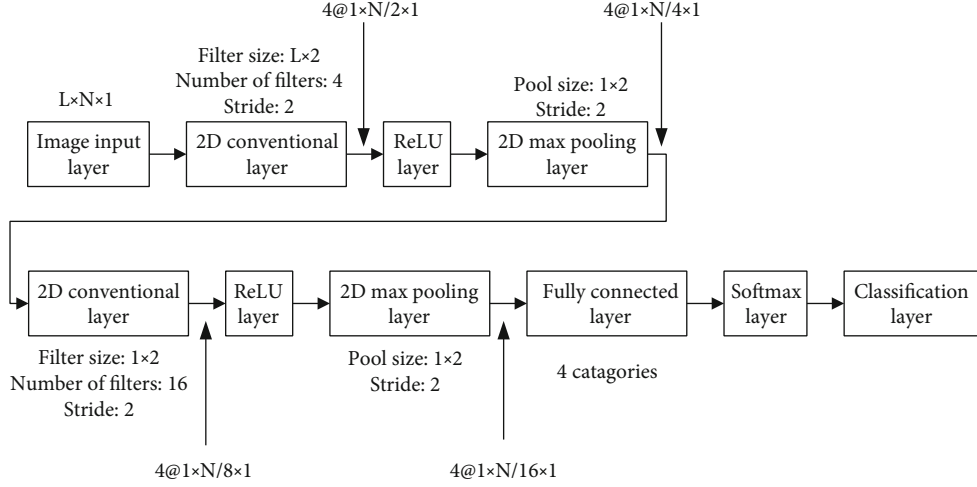 4@1×N/2×1
4@1×N/4×1
Filter size: L×2
Number of filters: 4
Stride: 2
Pool size: 1×2
Stride: 2
L×N×1
Image input
layer
2D conventional
layer
ReLU
layer
2D max pooling
layer
2D conventional
layer
ReLU
layer
2D max pooling
layer
Fully connected
layer
Softmax
layer
Classification
layer
Filter size: 1×2
Number of filters: 16
Stride: 2
Pool size: 1×2
Stride: 2
4 catagories
4@1×N/8×1
4@1×N/16×1